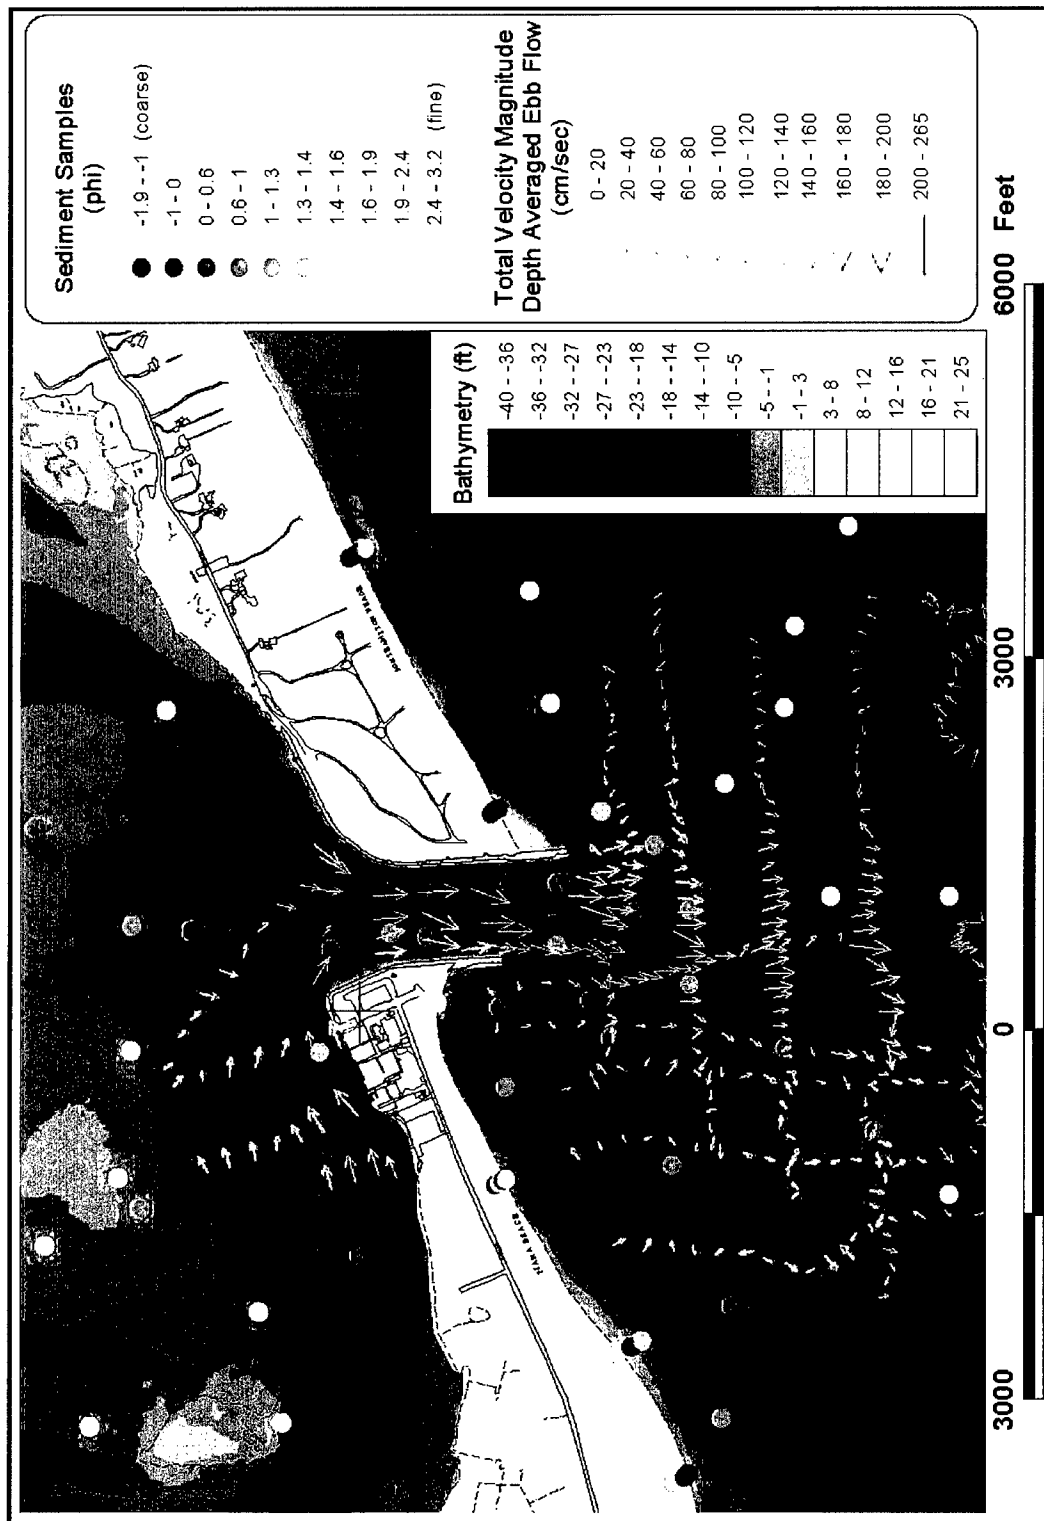 Sediment Samples
(phi)
-1.9 - -1 (coarse)
-1 - 0
0 - 0.6
0.6 - 1
1 - 1.3
1.3 - 1.4
1.4 - 1.6
1.6 - 1.9
1.9 - 2.4
2.4 - 3.2 (fine)
Total Velocity Magnitude
Depth Averaged Ebb Flow
(cm/sec)
0 - 20
20 - 40
40 - 60
60 - 80
80 - 100
100 - 120
120 - 140
140 - 160
160 - 180
180 - 200
200 - 265
Bathymetry (ft)
-40 - -36
-36 - -32
-32 - -27
-27 - -23
-23 - -18
-18 - -14
-14 - -10
-10 - -5
-5 - -1
-1 - 3
3 - 8
8 - 12
12 - 16
16 - 21
21 - 25
BEACH
3000
0
3000
6000 Feet